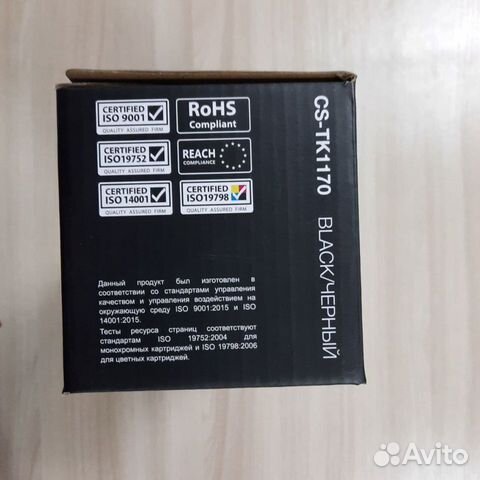 CERTIFIED
ISO 9001
QUALITY ASSURED FIRM
RoHS
Compliant
CERTIFIED
ISO19752
QUALITY ASSURED FIRM
REACH
COMPLIANCE
CERTIFIED
ISO 14001
QUALITY ASSURED FIRM
CERTIFIED
ISO19798
QUALITY ASSURED FIRM
CS-TK1170 BLACK/ЧЕРНЫЙ
Данный продукт был изготовлен в
соответствии со стандартами управления
качеством и управления воздействием на
окружающую среду ISO 9001:2015 и ISO
14001:2015.
Тесты ресурса страниц соответствуют
стандартам ISO 19752:2004 для
монохромных картриджей и ISO 19798:2006
для цветных картриджей.
Avito